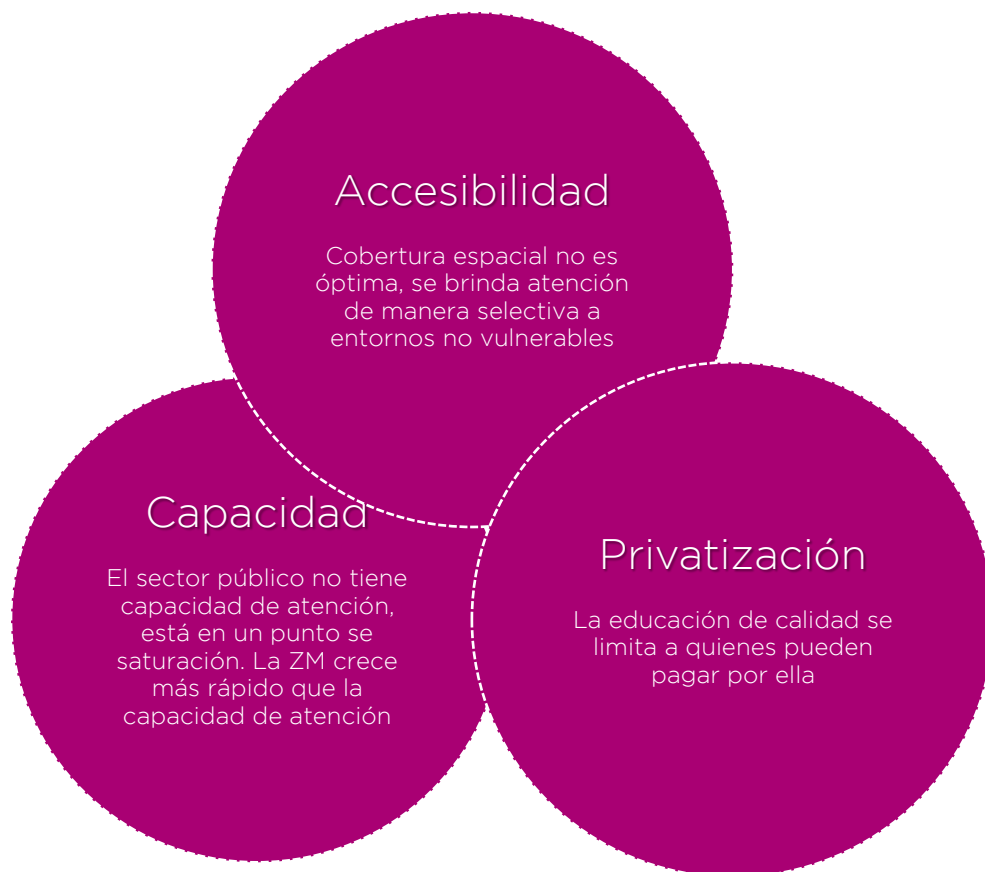 Accesibilidad
Cobertura espacial no es
óptima, se brinda atención
de manera selectiva a
entornos no vulnerables
Capacidad
El sector público no tiene
capacidad de atención,
está en un punto se
saturación. La ZM crece
más rápido que la
capacidad de atención
Privatización
La educación de calidad se
limita a quienes pueden
pagar por ella